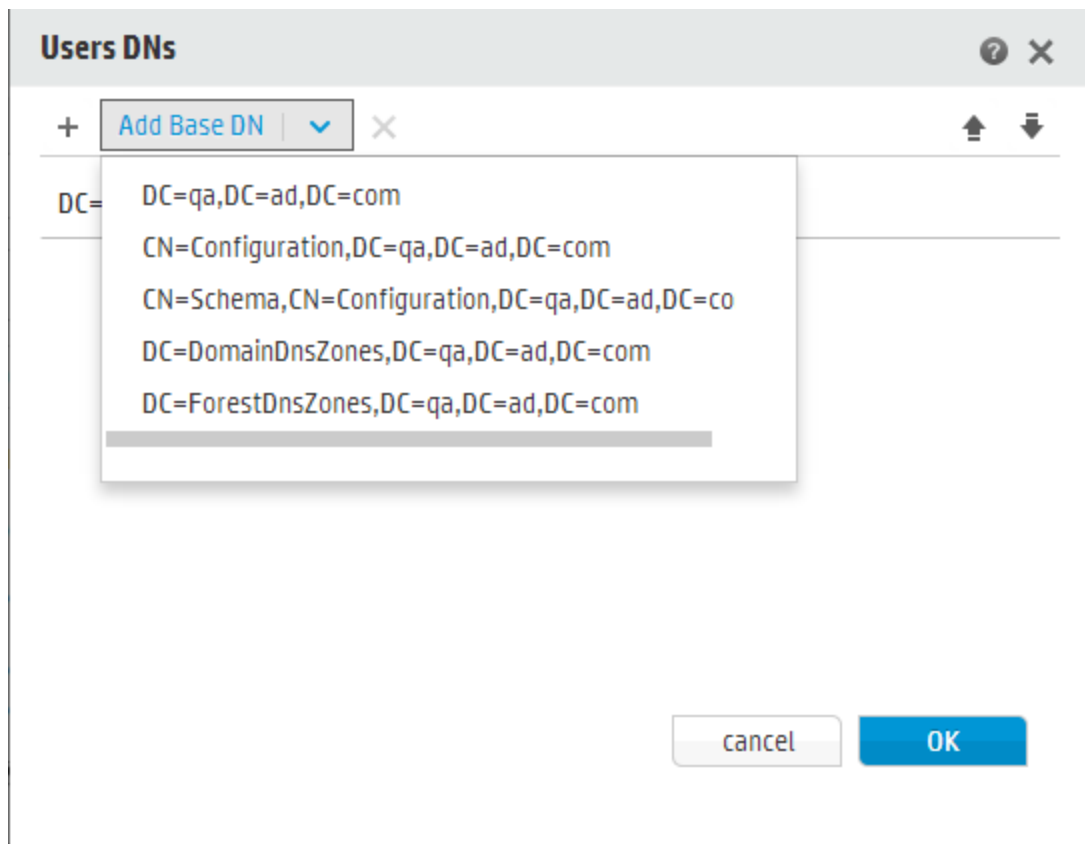 Users DNs
Add Base DN
DC=
DC=qa,DC=ad,DC=com
CN=Configuration,DC=qa,DC=ad,DC=com
CN=Schema,CN=Configuration,DC=qa,DC=ad,DC=co
DC=DomainDnsZones,DC=qa,DC=ad,DC=com
DC=ForestDnsZones,DC=qa,DC=ad,DC=com
cancel OK